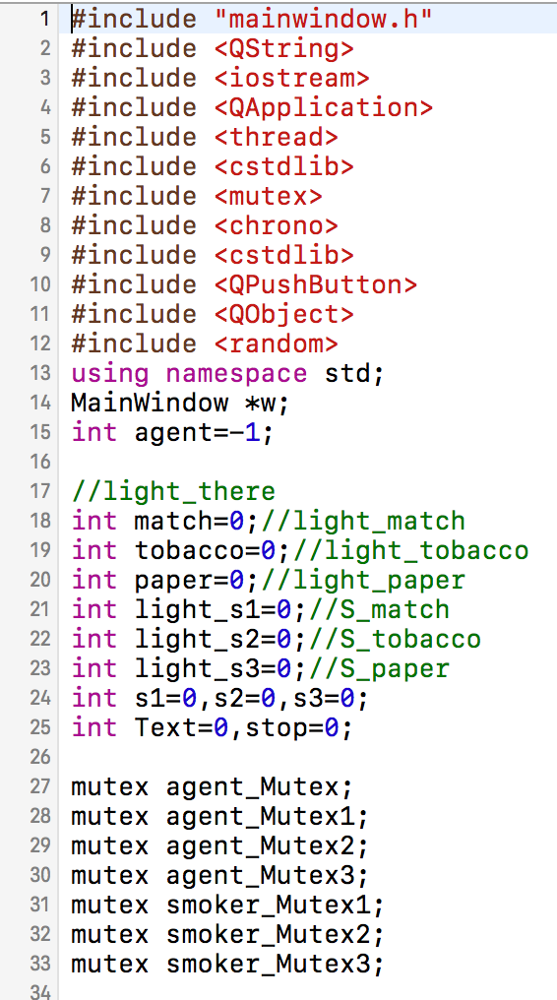 1 #include "mainwindow.h"
2 #include <QString>
3 #include <iostream>
4 #include <QApplication>
5 #include <thread>
6 #include <cstdlib>
7 #include <mutex>
8 #include <chrono>
9 #include <cstdlib>
10 #include <QPushButton>
11 #include <QObject>
12 #include <random>
13 using namespace std;
14 MainWindow *w;
15 int agent=-1;
16
17 //light_there
18 int match=0;//light_match
19 int tobacco=0;//light_tobacco
20 int paper=0;//light_paper
21 int light_s1=0;//S_match
22 int light_s2=0;//S_tobacco
23 int light_s3=0;//S_paper
24 int s1=0,s2=0,s3=0;
25 int Text=0,stop=0;
26
27 mutex agent_Mutex;
28 mutex agent_Mutex1;
29 mutex agent_Mutex2;
30 mutex agent_Mutex3;
31 mutex smoker_Mutex1;
32 mutex smoker_Mutex2;
33 mutex smoker_Mutex3;
34